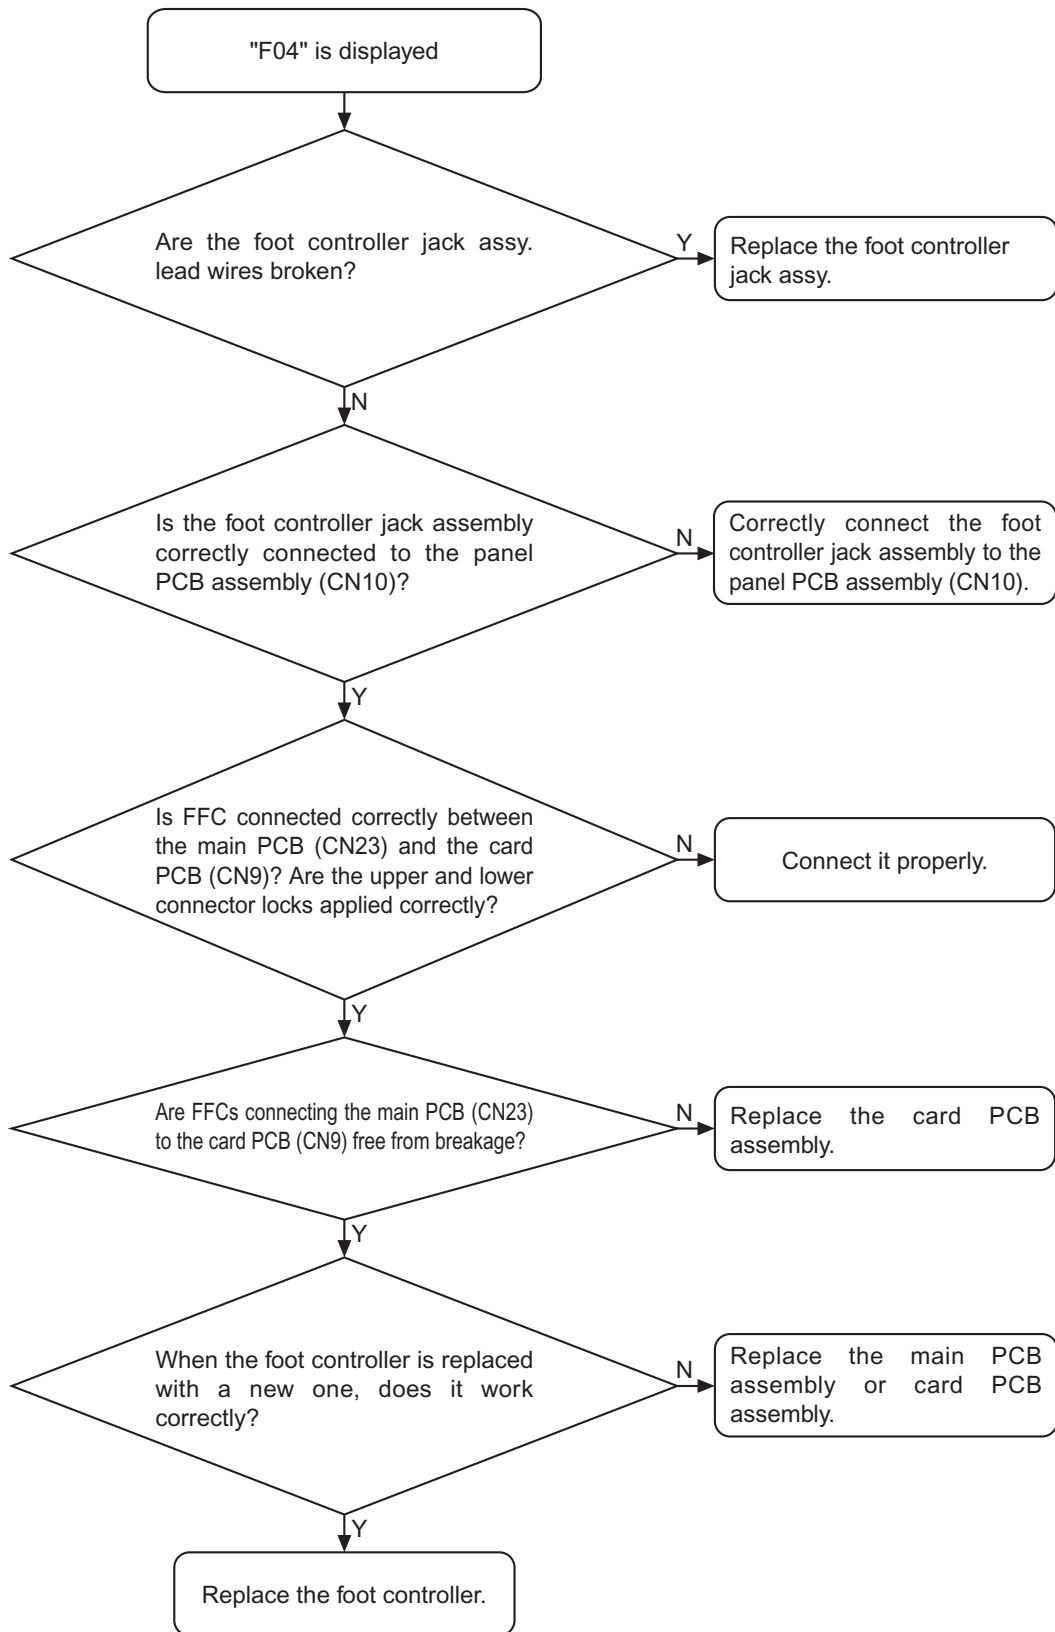 "F04" is displayed
Are the foot controller jack assy.
lead wires broken?
Y
Replace the foot controller
jack assy.
N
Is the foot controller jack assembly
correctly connected to the panel
PCB assembly (CN10)?
N
Correctly connect the foot
controller jack assembly to the
panel PCB assembly (CN10).
Y
Is FFC connected correctly between
the main PCB (CN23) and the card
PCB (CN9)? Are the upper and lower
connector locks applied correctly?
N
Connect it properly.
Y
Are FFCs connecting the main PCB (CN23)
to the card PCB (CN9) free from breakage?
N
Replace the card PCB
assembly.
Y
When the foot controller is replaced
with a new one, does it work
correctly?
N
Replace the main PCB
assembly or card PCB
assembly.
Y
Replace the foot controller.